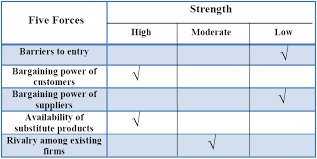 Five Forces
Strength
High
Moderate
Low
Barriers to entry
√
Bargaining power of
customers
√
Bargaining power of
suppliers
√
Availability of
substitute products
√
Rivalry among existing
firms
√